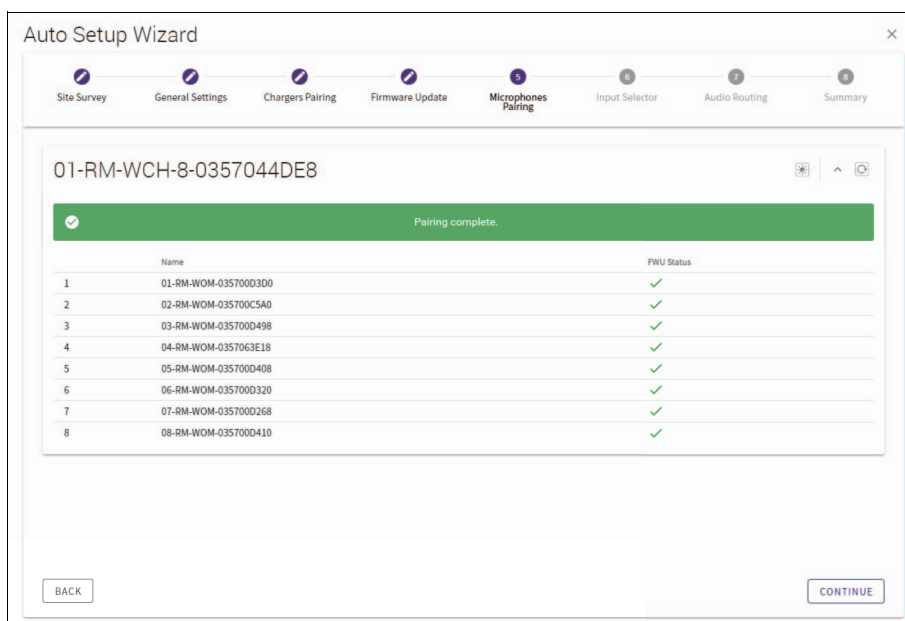 Auto Setup Wizard
5 6 7 8
Site Survey General Settings Chargers Pairing Firmware Update Microphones Pairing Input Selector Audio Routing Summary
01-RM-WCH-8-0357044DE8
Pairing complete.
Name FWU Status
1 01-RM-WOM-035700D3D0
2 02-RM-WOM-035700C5A0
3 03-RM-WOM-035700D498
4 04-RM-WOM-0357063E18
5 05-RM-WOM-035700D408
6 06-RM-WOM-035700D320
7 07-RM-WOM-035700D268
8 08-RM-WOM-035700D410
BACK CONTINUE